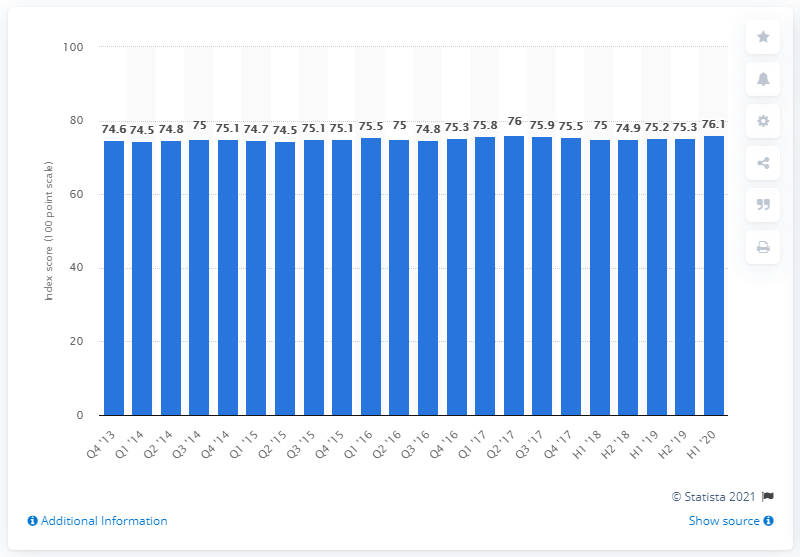 100
80
60
40
20
0
Index score (100 point scale)
74.6 74.5 74.8 75 75.1 74.7 74.5 75.1 75.1 75.5 75 74.8 75.3 75.8 76 75.9 75.5 75 74.9 75.2 75.3 76.1
Q4 '13 Q1 '14 Q2 '14 Q3 '14 Q4 '14 Q1 '15 Q2 '15 Q3 '15 Q4 '15 Q1 '16 Q2 '16 Q3 '16 Q4 '16 Q1 '17 Q2 '17 Q3 '17 Q4 '17 H1 '18 H2 '18 H1 '19 H2 '19 H1 '20
© Statista 2021
Additional Information
Show source